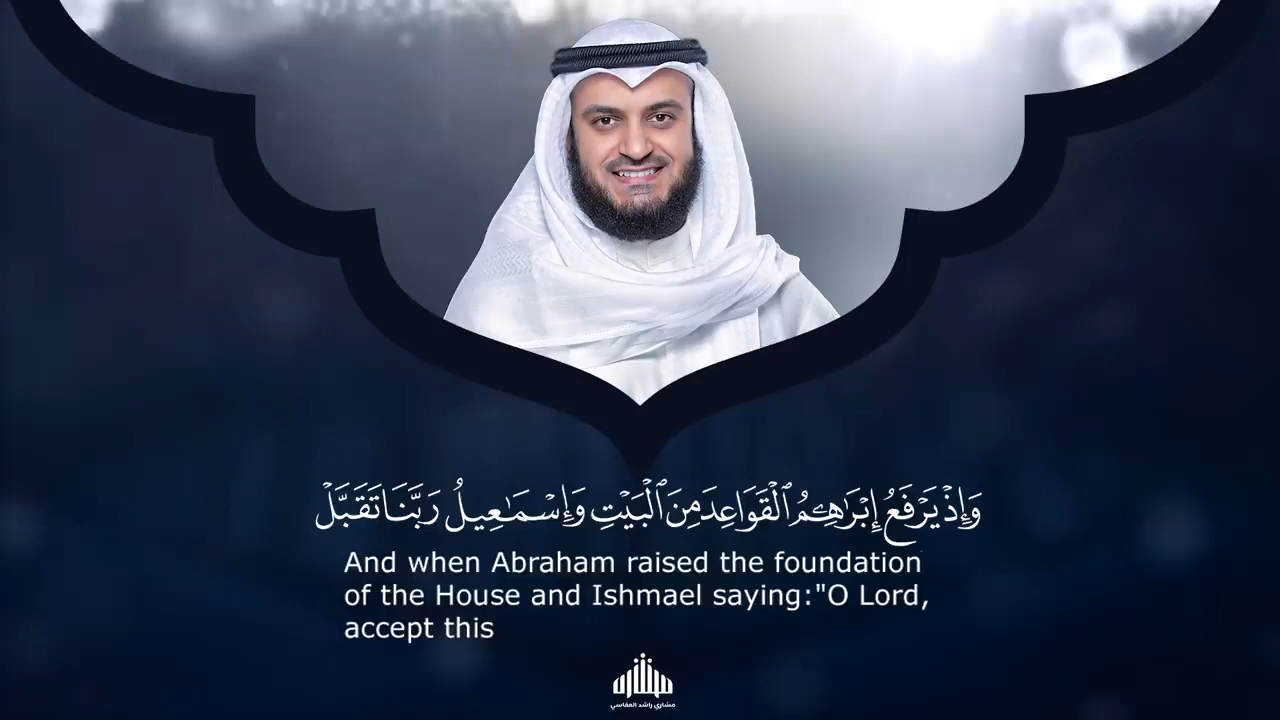 وَإِذْ يَرْفَعُ إِبْرَٰهِـۧمُ ٱلْقَوَاعِدَ مِنَ ٱلْبَيْتِ وَإِسْمَـٰعِيلُ رَبَّنَا تَقَبَّلْ
And when Abraham raised the foundation
of the House and Ishmael saying:"O Lord,
accept this
مشاري راشد العفاسي